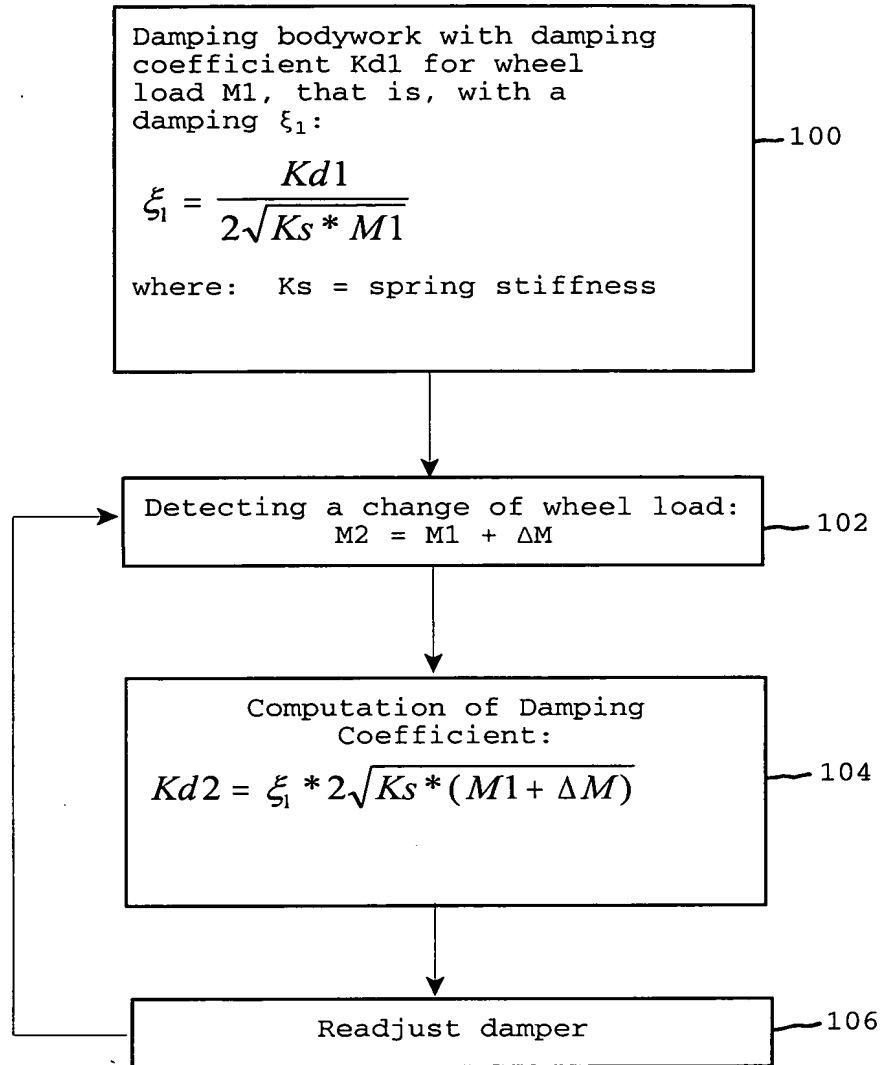 Damping bodywork with damping
coefficient Kd1 for wheel
load M1, that is, with a
damping ξ₁:
100
ξ₁ = Kd1 / 2√(Ks * M1)
where: Ks = spring stiffness
Detecting a change of wheel load:
M2 = M1 + ΔM
102
Computation of Damping
Coefficient:
Kd2 = ξ₁ * 2√(Ks * (M1 + ΔM))
104
Readjust damper
106